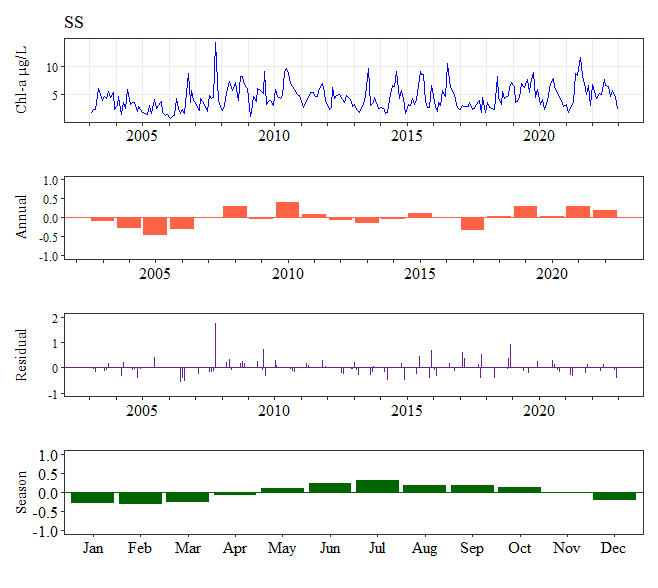 SS
Chl-a μg/L
10
5
2005 2010 2015 2020
Annual
1.0
0.5
0.0
-0.5
-1.0
2005 2010 2015 2020
Residual
2
1
0
-1
2005 2010 2015 2020
Season
1.0
0.5
0.0
-0.5
-1.0
Jan Feb Mar Apr May Jun Jul Aug Sep Oct Nov Dec